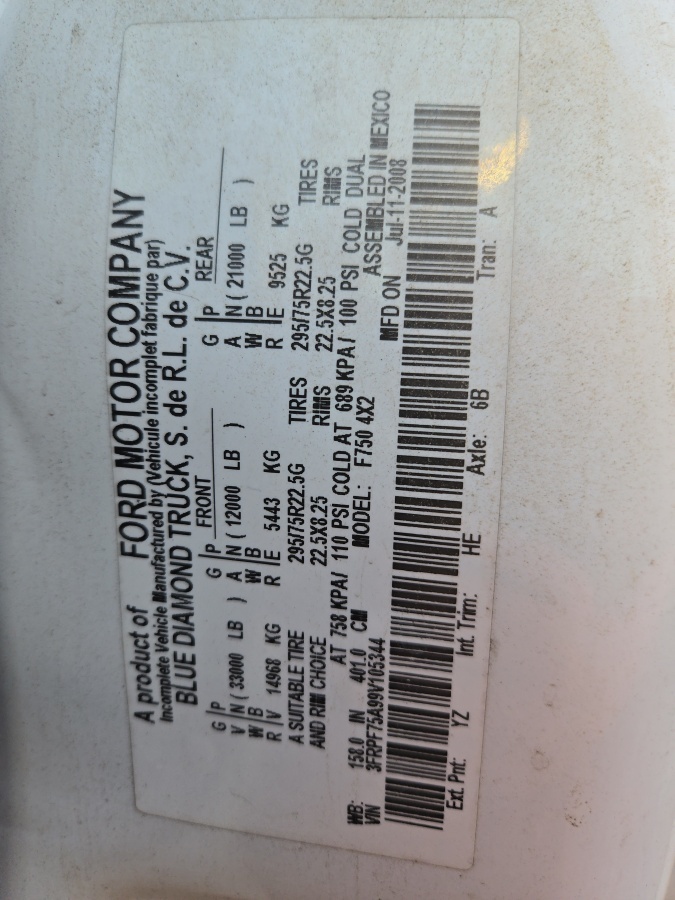 A product of FORD MOTOR COMPANY
Incomplete Vehicle Manufactured by (Vehicule incomplet fabrique par)
BLUE DIAMOND TRUCK, S. de R.L. de C.V.
FRONT REAR
G P G P G P
V N ( 33000 LB ) A N ( 12000 LB ) A N ( 21000 LB )
W B W B W B
R V 14968 KG R E 5443 KG R E 9525 KG
A SUITABLE TIRE 295/75R22.5G TIRES 295/75R22.5G TIRES
AND RIM CHOICE 22.5X8.25 RIMS 22.5X8.25 RIMS
AT 758 KPA/ 110 PSI COLD AT 689 KPA/ 100 PSI COLD DUAL
WB: 158.0 IN 401.0 CM MODEL: F750 4X2 ASSEMBLED IN MEXICO
VIN 3FRPF75A99V105344 MFD ON Jul-11-2008
Ext. Pnt: YZ Int. Trim: HE Axle: 6B Tran: A